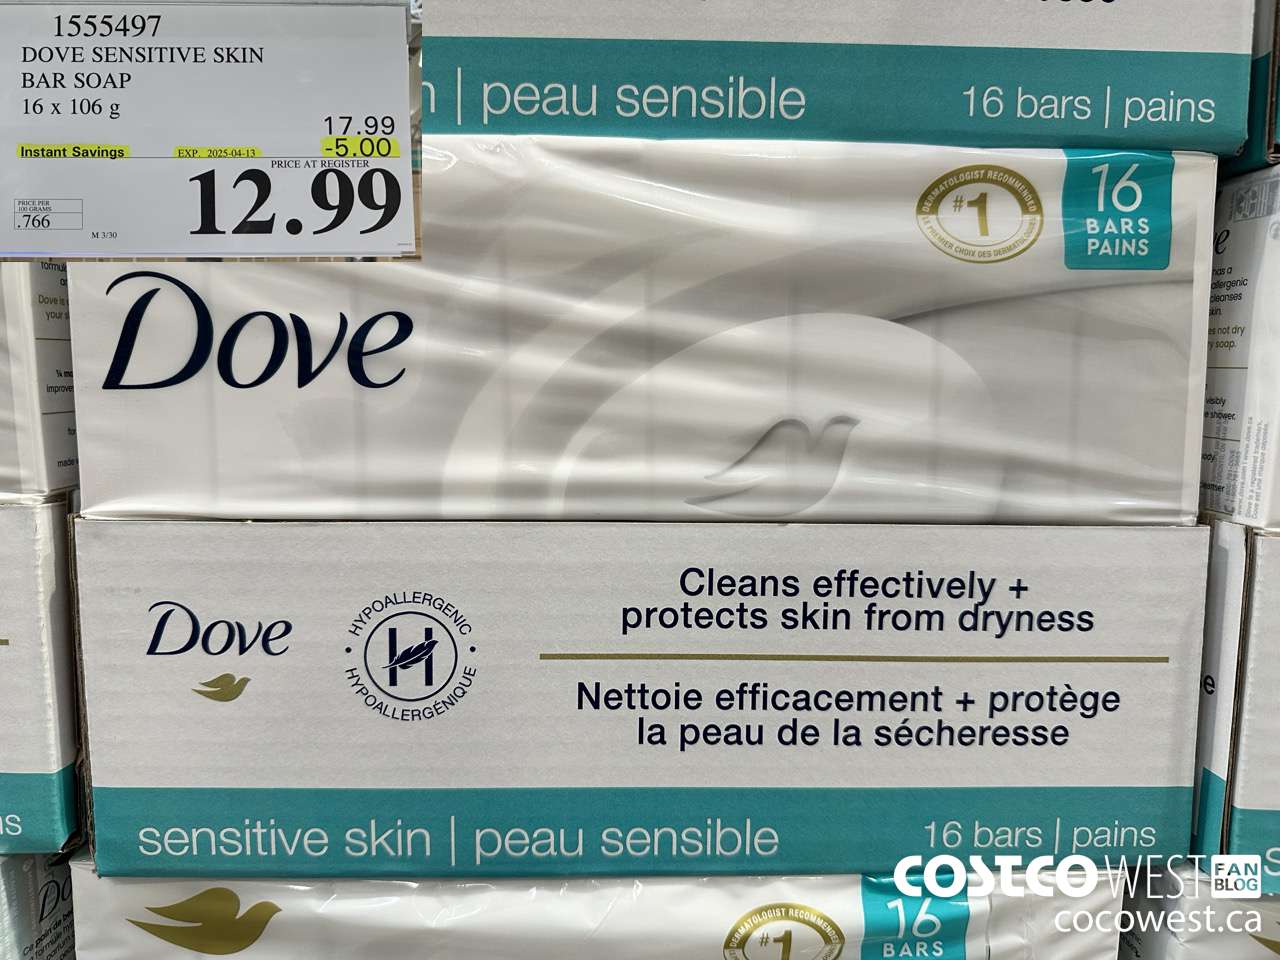 1555497
DOVE SENSITIVE SKIN
BAR SOAP
16 x 106 g
17.99
Instant Savings EXP. 2025-04-13 -5.00
PRICE AT REGISTER
12.99
PRICE PER
100 GRAMS
.766
M 3/30
peau sensible
16 bars | pains
DERMATOLOGIST RECOMMENDED
#1
LE PREMIER CHOIX DES DERMATOLOGUES
16
BARS
PAINS
Dove
Dove
HYPOALLERGENIC
H
HYPOALLERGÉNIQUE
Cleans effectively +
protects skin from dryness
Nettoie efficacement + protège
la peau de la sécheresse
sensitive skin | peau sensible
16 bars | pains
DERMATOLOGIST RECOMMENDED
#1
16
BARS
COSTCO WEST FAN BLOG
cocowest.ca